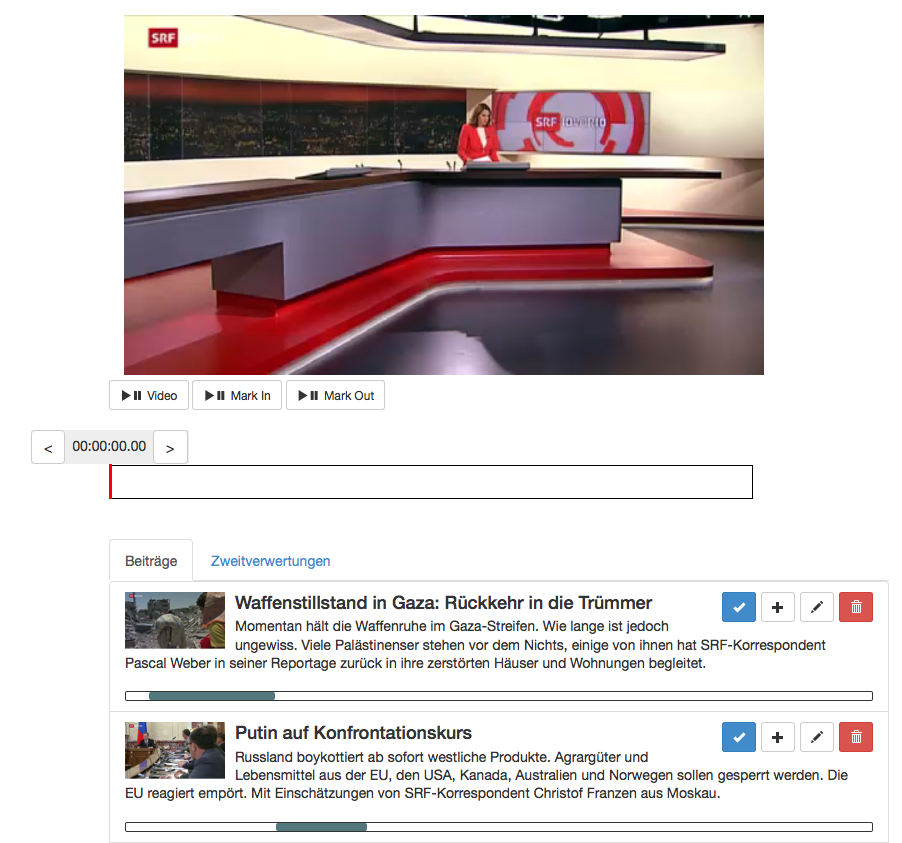 SRF
SRF
Video
Mark In
Mark Out
<
00:00:00.00
>
Beiträge
Zweitverwertungen
Waffenstillstand in Gaza: Rückkehr in die Trümmer
Momentan hält die Waffenruhe im Gaza-Streifen. Wie lange ist jedoch
ungewiss. Viele Palästinenser stehen vor dem Nichts, einige von ihnen hat SRF-Korrespondent
Pascal Weber in seiner Reportage zurück in ihre zerstörten Häuser und Wohnungen begleitet.
Putin auf Konfrontationskurs
Russland boykottiert ab sofort westliche Produkte. Agrargüter und
Lebensmittel aus der EU, den USA, Kanada, Australien und Norwegen sollen gesperrt werden. Die
EU reagiert empört. Mit Einschätzungen von SRF-Korrespondent Christof Franzen aus Moskau.